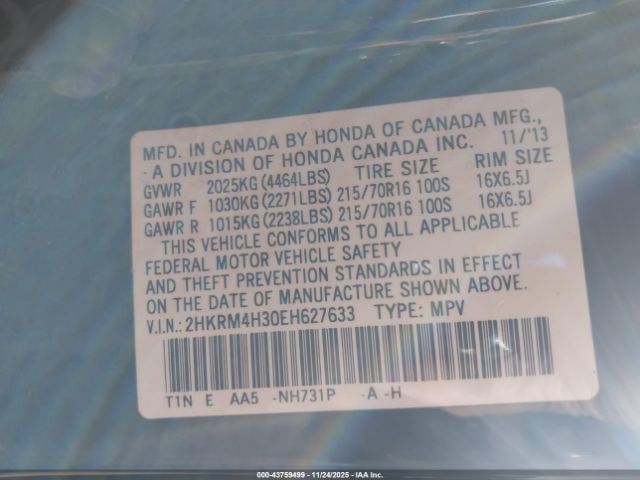 MFD. IN CANADA BY HONDA OF CANADA MFG.,
A DIVISION OF HONDA CANADA INC. 11/'13
GVWR 2025KG(4464LBS) TIRE SIZE RIM SIZE
GAWR F 1030KG(2271LBS) 215/70R16 100S 16X6.5J
GAWR R 1015KG(2238LBS) 215/70R16 100S 16X6.5J
THIS VEHICLE CONFORMS TO ALL APPLICABLE
FEDERAL MOTOR VEHICLE SAFETY
AND THEFT PREVENTION STANDARDS IN EFFECT
ON THE DATE OF MANUFACTURE SHOWN ABOVE.
V.I.N.: 2HKRM4H30EH627633 TYPE: MPV
T1N E AA5 -NH731P -A -H
000-43759499 - 11/24/2025 - IAA Inc.